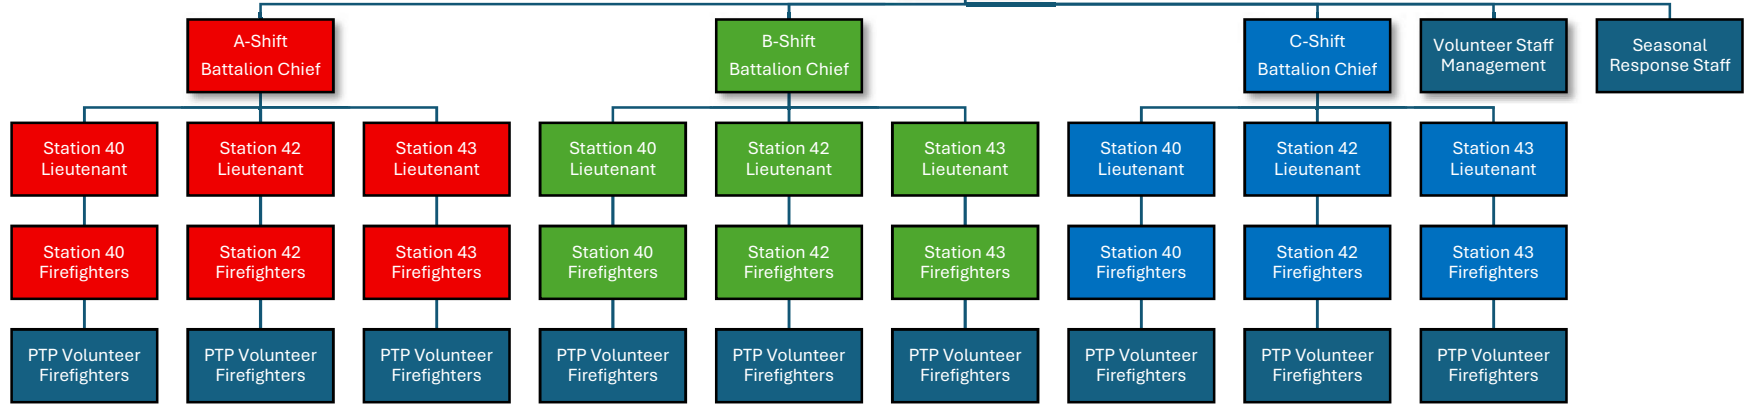 A-Shift
Battalion Chief
B-Shift
Battalion Chief
C-Shift
Battalion Chief
Volunteer Staff
Management
Seasonal
Response Staff
Station 40
Lieutenant
Station 42
Lieutenant
Station 43
Lieutenant
Stattion 40
Lieutenant
Station 42
Lieutenant
Station 43
Lieutenant
Station 40
Lieutenant
Station 42
Lieutenant
Station 43
Lieutenant
Station 40
Firefighters
Station 42
Firefighters
Station 43
Firefighters
Station 40
Firefighters
Station 42
Firefighters
Station 43
Firefighters
Station 40
Firefighters
Station 42
Firefighters
Station 43
Firefighters
PTP Volunteer
Firefighters
PTP Volunteer
Firefighters
PTP Volunteer
Firefighters
PTP Volunteer
Firefighters
PTP Volunteer
Firefighters
PTP Volunteer
Firefighters
PTP Volunteer
Firefighters
PTP Volunteer
Firefighters
PTP Volunteer
Firefighters